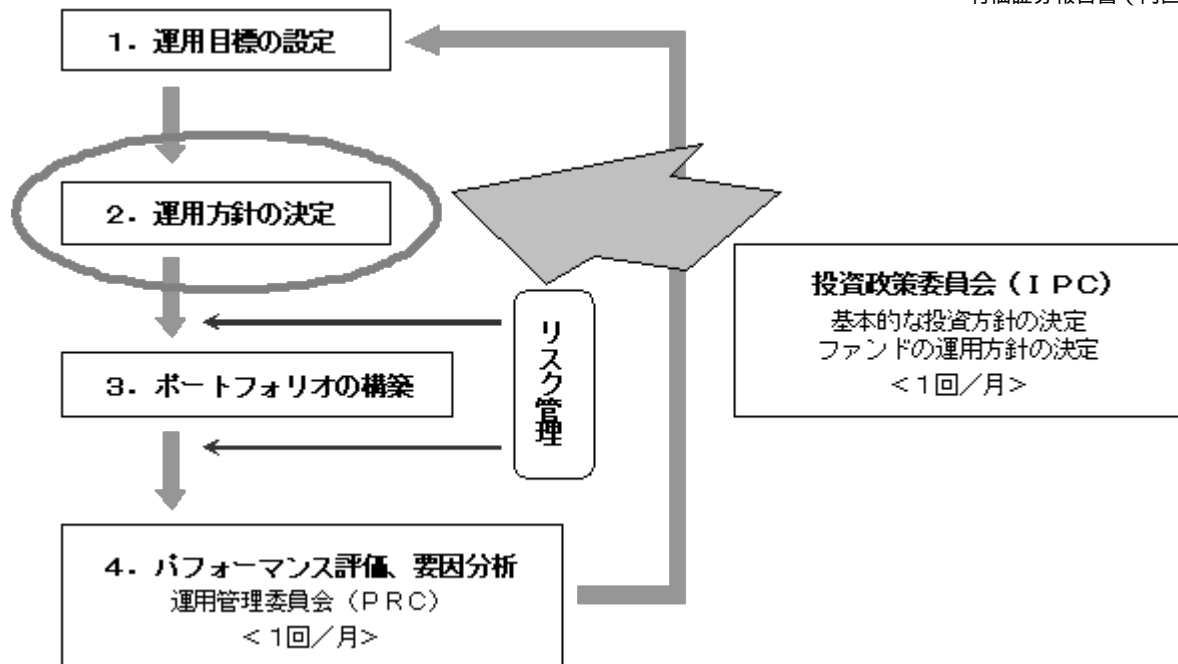 1．運用目標の設定
2．運用方針の決定
投資政策委員会（ＩＰＣ）
基本的な投資方針の決定
ファンドの運用方針の決定
＜1回／月＞
リスク管理
3．ポートフォリオの構築
4．パフォーマンス評価、要因分析
運用管理委員会（ＰＲＣ）
＜1回／月＞